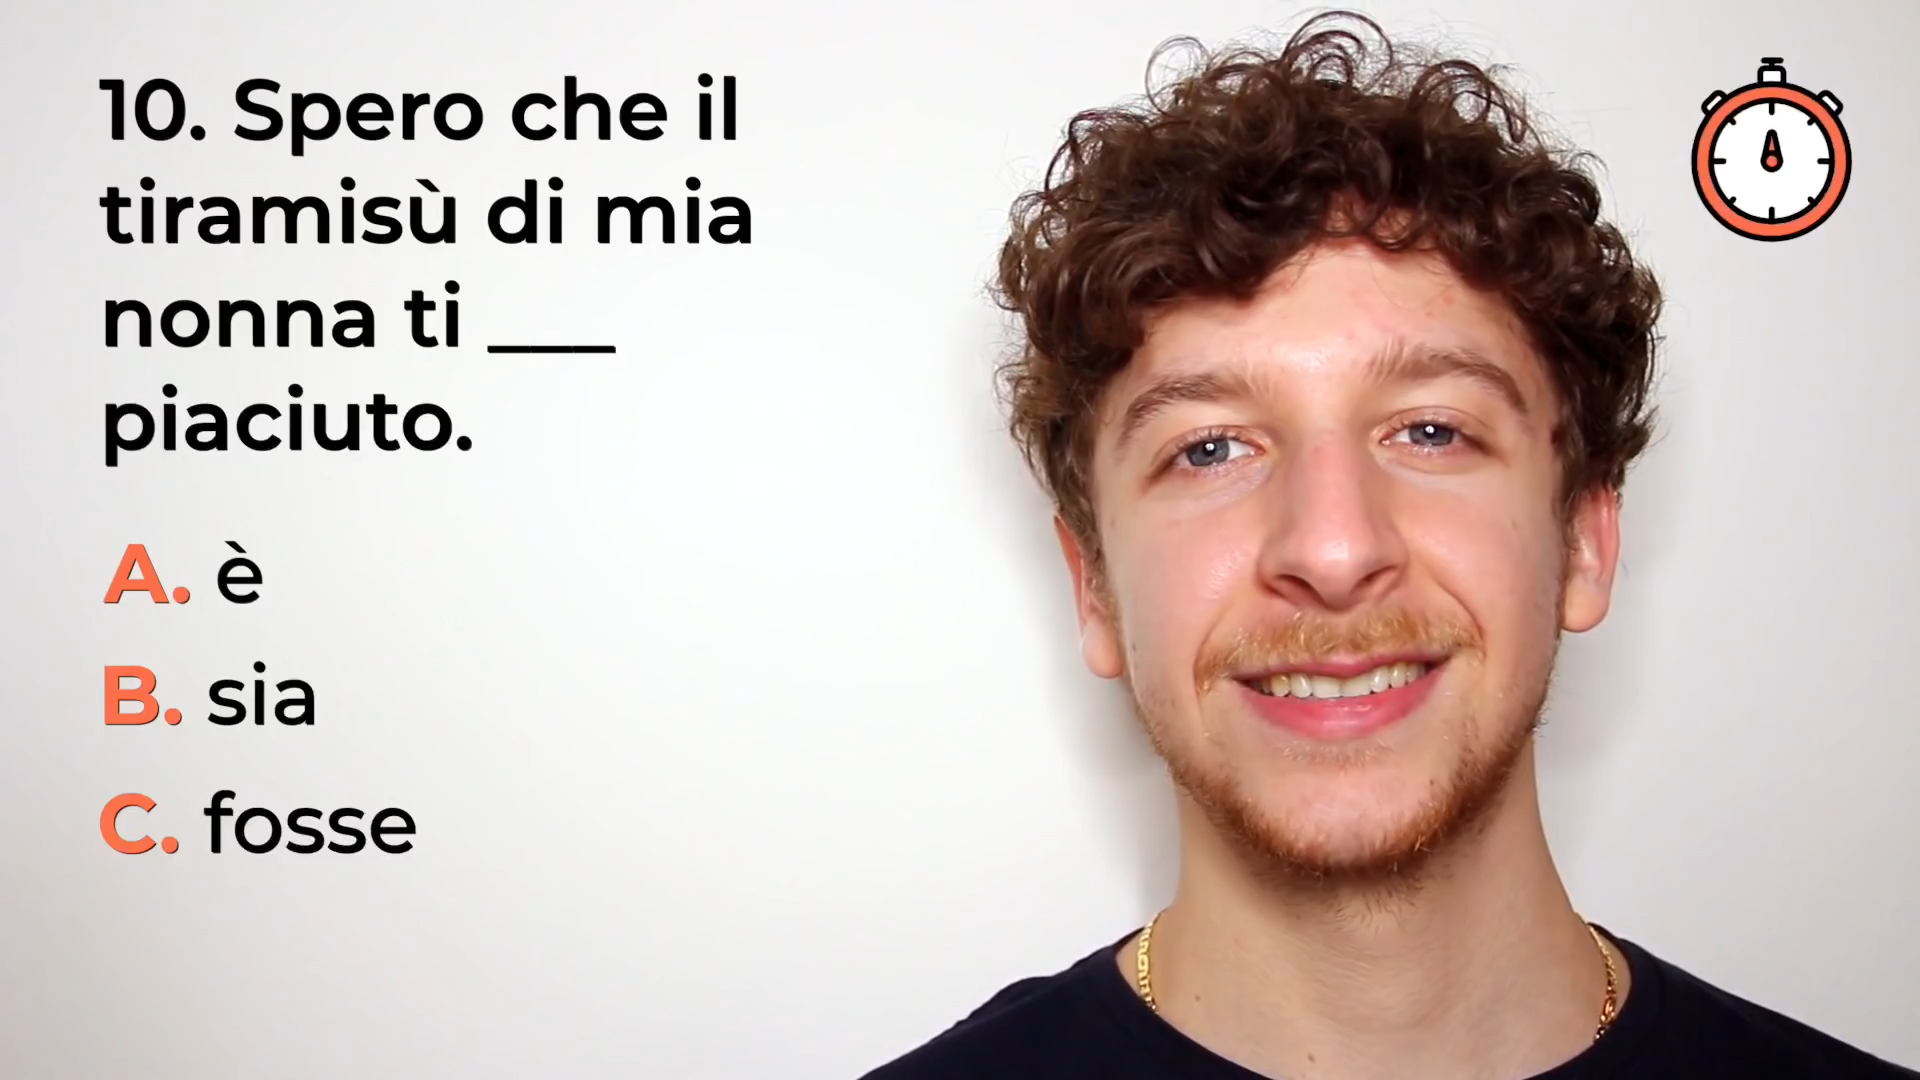 10. Spero che il
tiramisù di mia
nonna ti ___
piaciuto.
A. è
B. sia
C. fosse